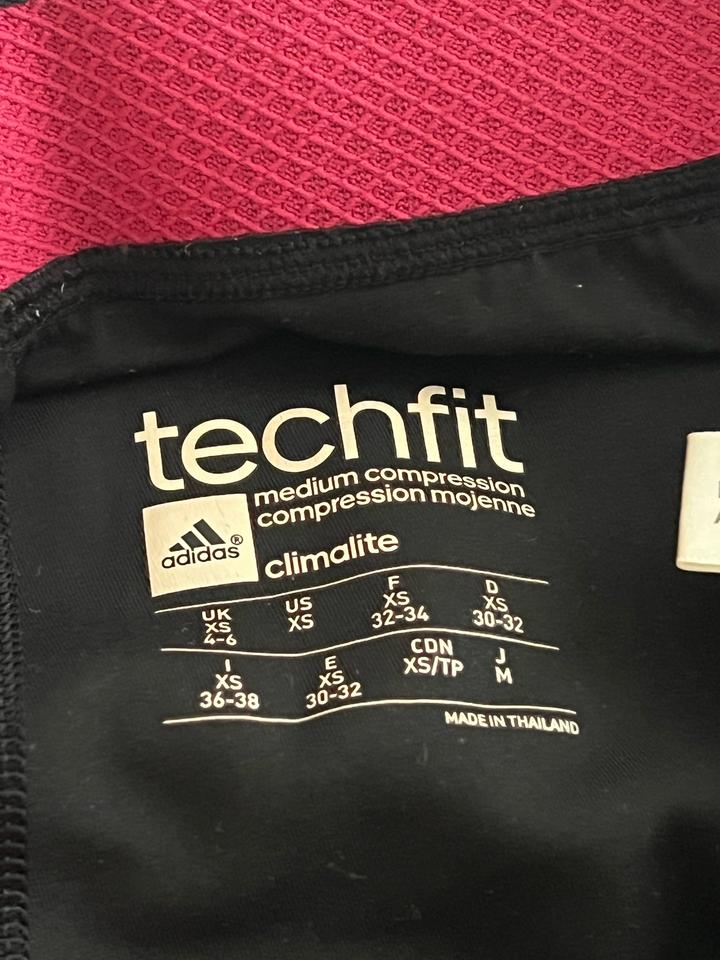 techfit
medium compression
compression mojenne
adidas®
climalite
UK US F D
XS XS XS XS
4-6 32-34 30-32
I E CDN J
XS XS XS/TP M
36-38 30-32
MADE IN THAILAND